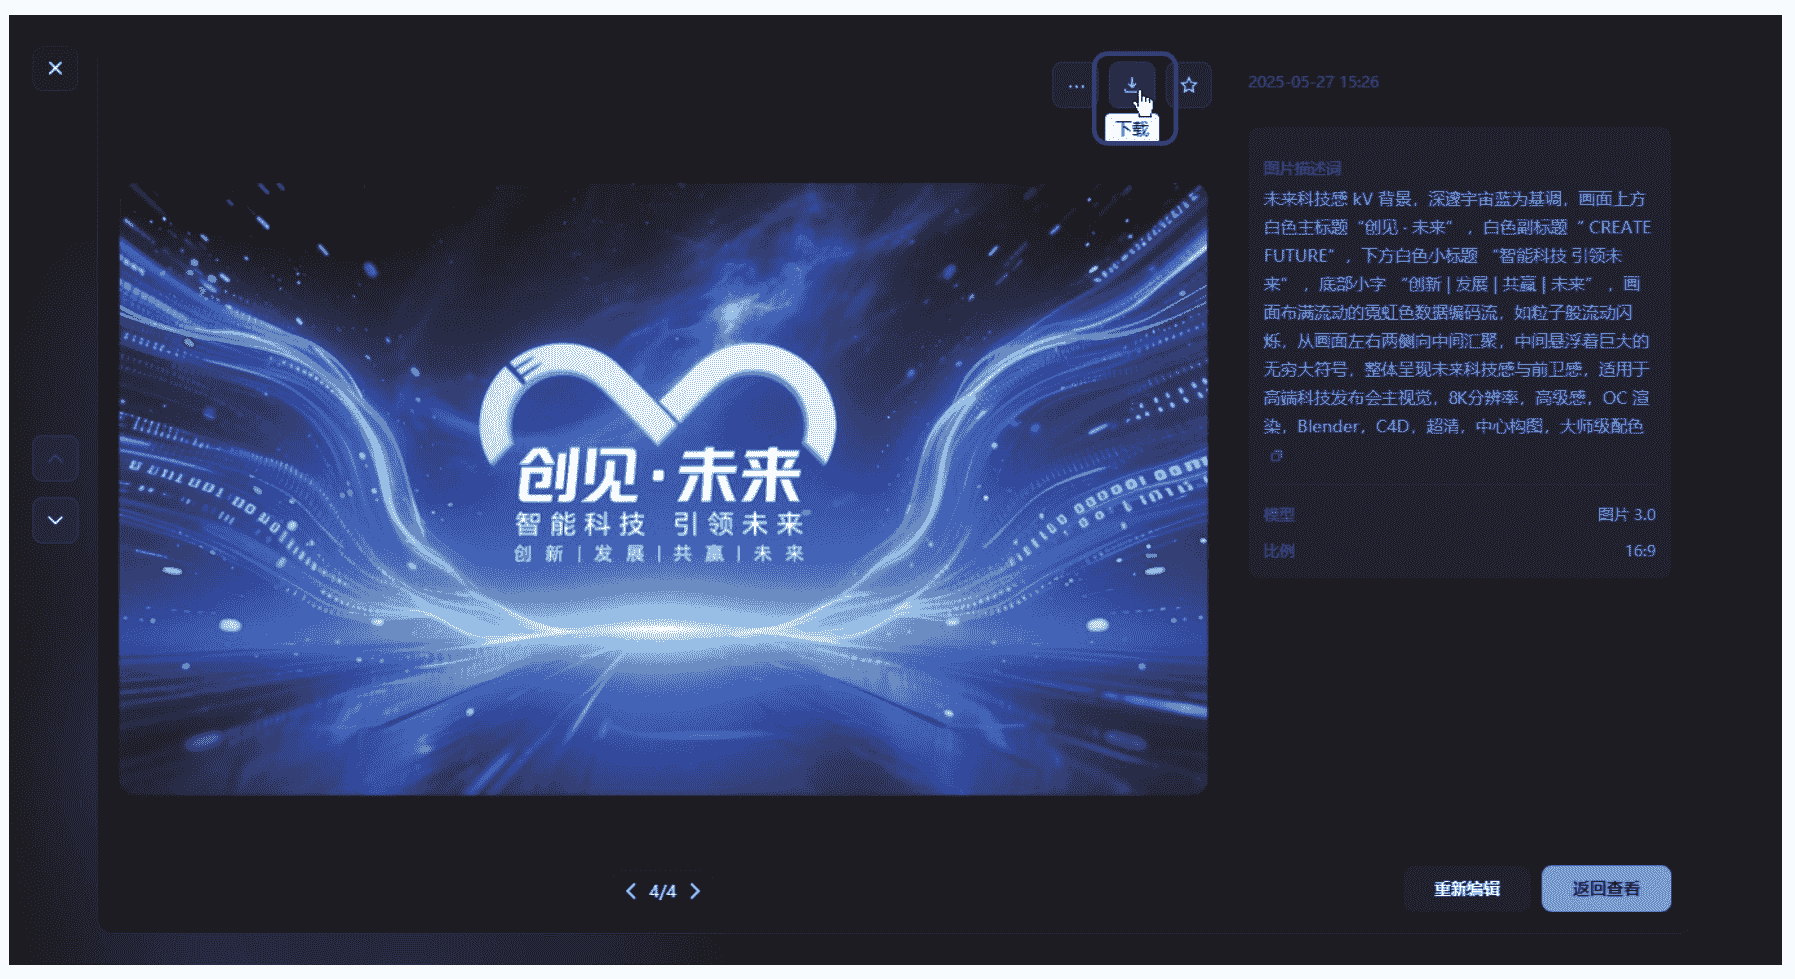 2025-05-27 15:26
下载
图片描述词
未来科技感 kV 背景，深邃宇宙蓝为基调，画面上方
白色主标题“创见 - 未来”，白色副标题“ CREATE
FUTURE”，下方白色小标题 “智能科技 引领未
来”，底部小字 “创新 | 发展 | 共赢 | 未来”，画
面布满流动的霓虹色数据编码流，如粒子般流动闪
烁，从画面左右两侧向中间汇聚，中间悬浮着巨大的
无穷大符号，整体呈现未来科技感与前卫感，适用于
高端科技发布会主视觉，8K分辨率，高级感，OC 渲
染，Blender，C4D，超清，中心构图，大师级配色
模型 图片 3.0
比例 16:9
创见·未来
智能科技 引领未来
创新|发展|共赢|未来
4/4
重新编辑
返回查看